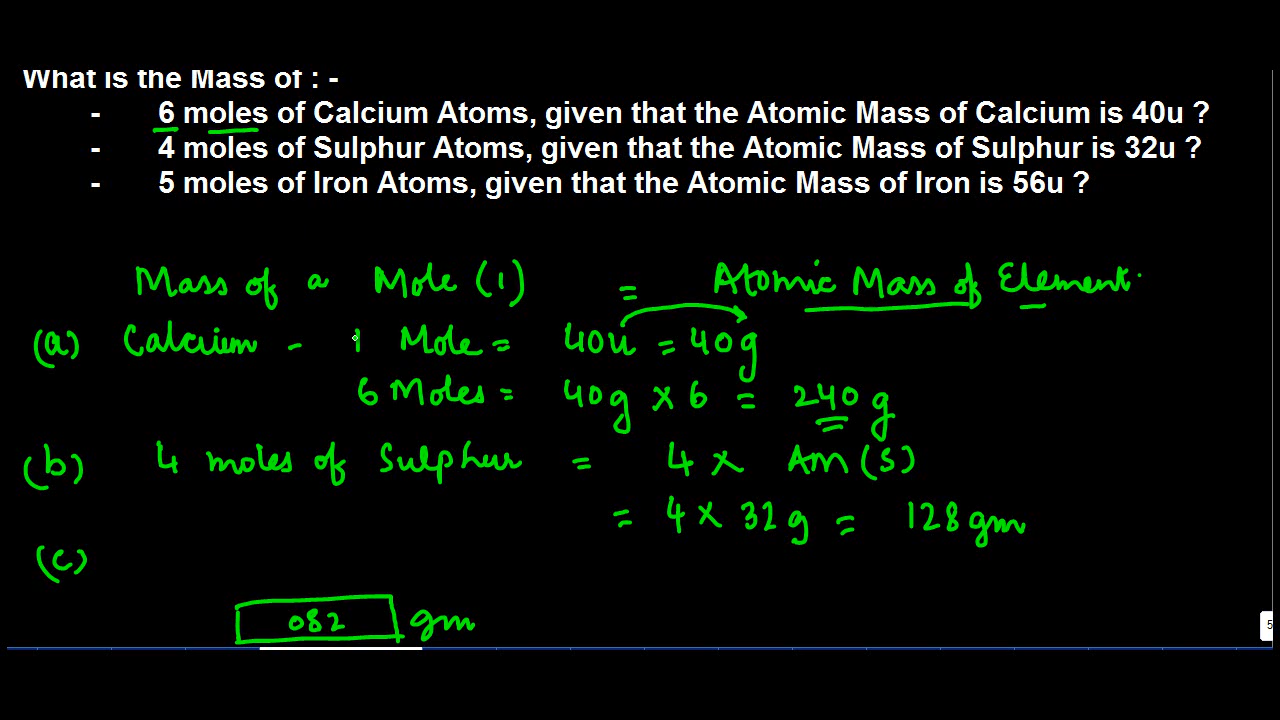 What is the Mass of : -
- 6 moles of Calcium Atoms, given that the Atomic Mass of Calcium is 40u ?
- 4 moles of Sulphur Atoms, given that the Atomic Mass of Sulphur is 32u ?
- 5 moles of Iron Atoms, given that the Atomic Mass of Iron is 56u ?
Mass of a Mole (1) = Atomic Mass of Element.
(a) Calcium - 1 Mole = 40u = 40g
6 Moles = 40g × 6 = 240 g
(b) 4 moles of Sulphur = 4 × AM (S)
= 4 × 32g = 128 gm
(c)
082 gm
5